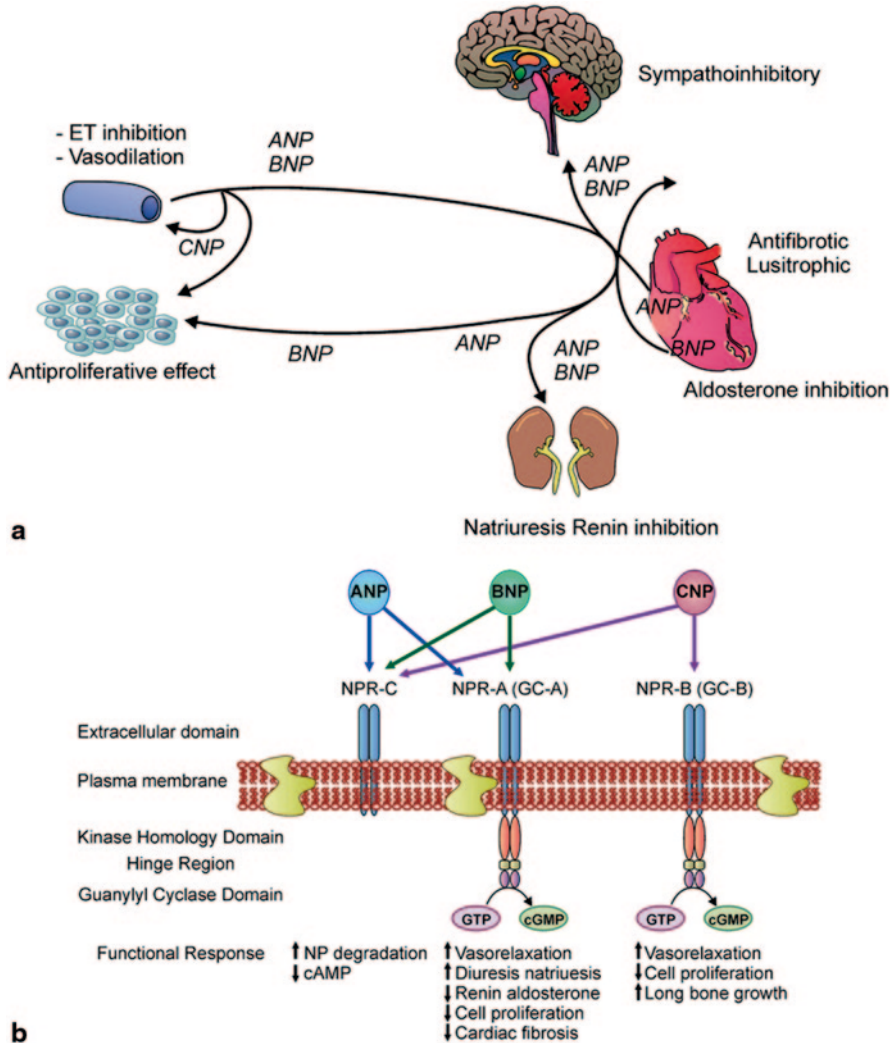 Sympathoinhibitory
- ET inhibition
- Vasodilation
ANP
BNP
ANP
BNP
CNP
Antifibrotic
Lusitrophic
ANP
BNP
ANP
BNP
ANP
BNP
Antiproliferative effect
Aldosterone inhibition
Natriuresis Renin inhibition
a
ANP
BNP
CNP
NPR-C
NPR-A (GC-A)
NPR-B (GC-B)
Extracellular domain
Plasma membrane
Kinase Homology Domain
Hinge Region
Guanylyl Cyclase Domain
GTP
cGMP
GTP
cGMP
Functional Response
↑ NP degradation
↓ cAMP
↑ Vasorelaxation
↑ Diuresis natriuesis
↓ Renin aldosterone
↓ Cell proliferation
↓ Cardiac fibrosis
↑ Vasorelaxation
↓ Cell proliferation
↑ Long bone growth
b